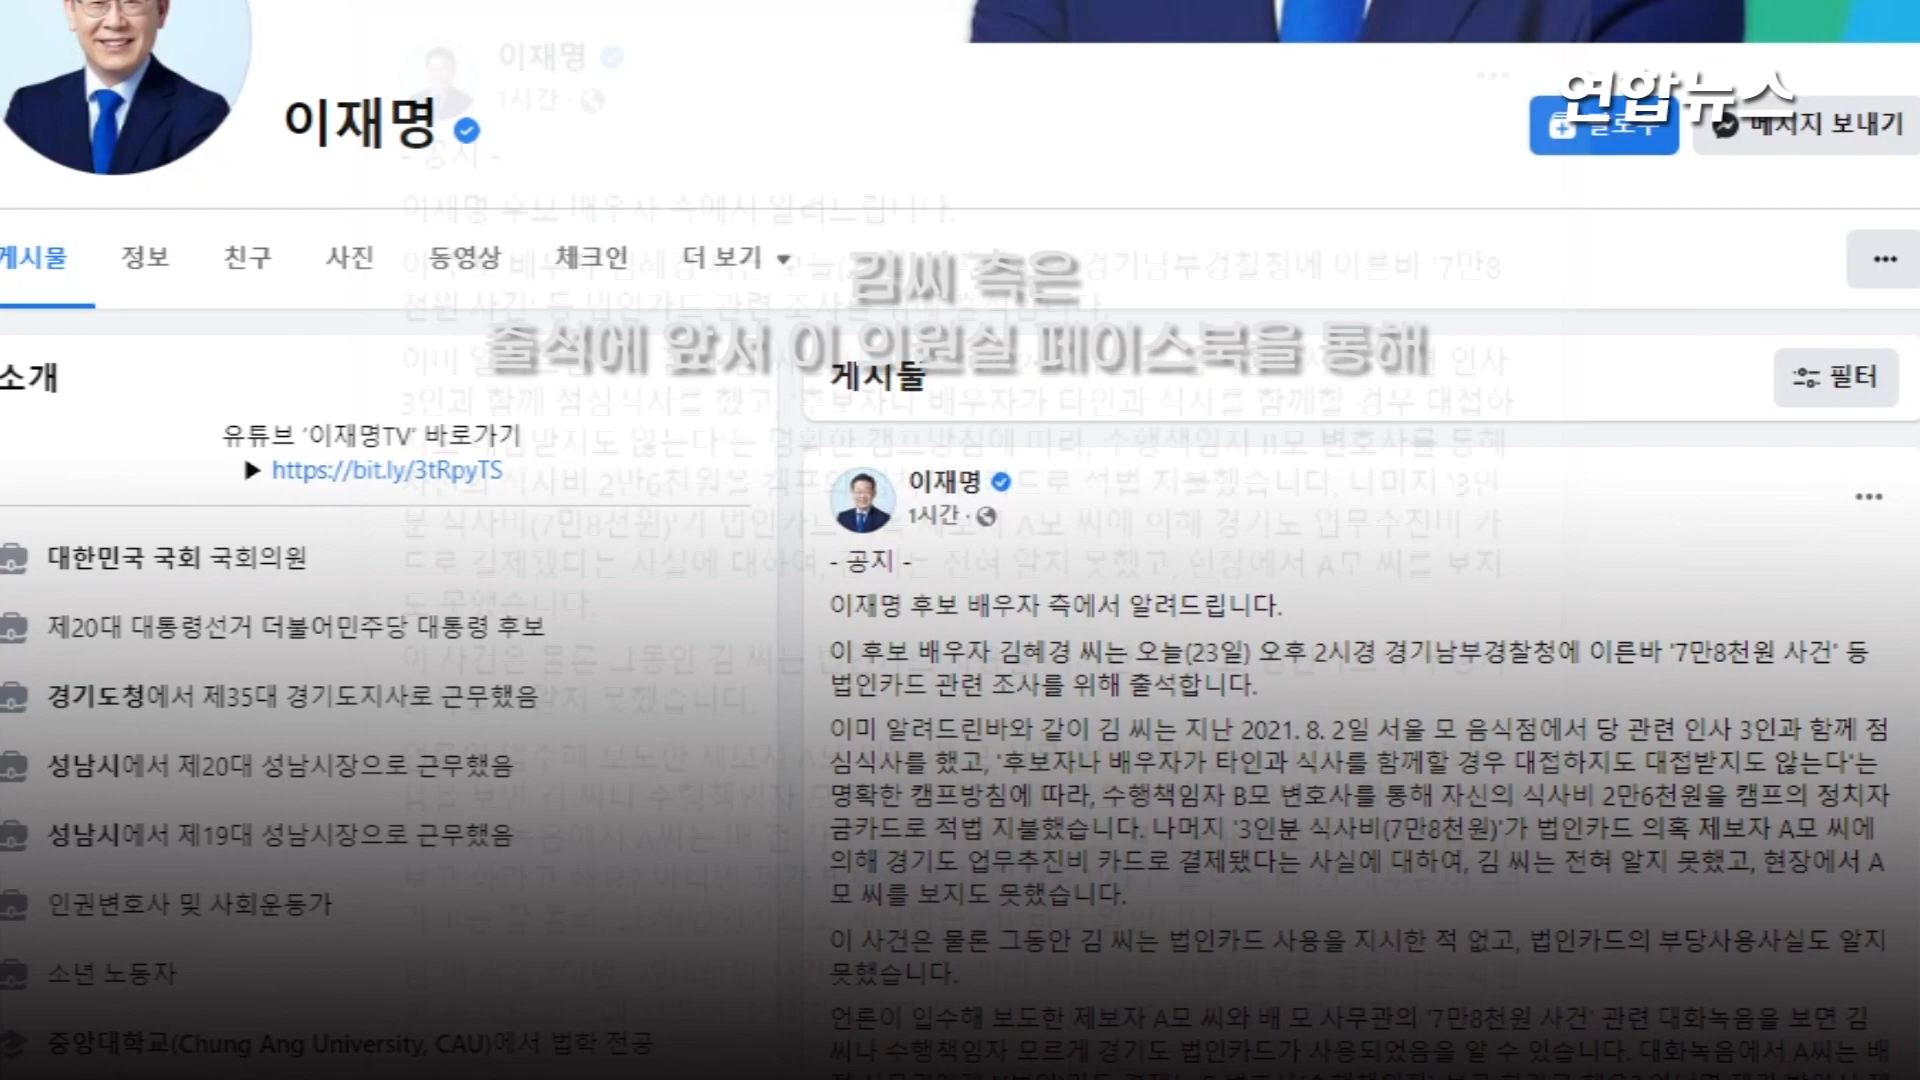 이재명
연합뉴스
팔로우
메시지 보내기
게시물 정보 친구 사진 동영상 체크인 더 보기
김씨 측은
출석에 앞서 이 의원실 페이스북을 통해
소개
유튜브 '이재명TV' 바로가기
https://bit.ly/3tRpyTS
대한민국 국회 국회의원
제20대 대통령선거 더불어민주당 대통령 후보
경기도청에서 제35대 경기도지사로 근무했음
성남시에서 제20대 성남시장으로 근무했음
성남시에서 제19대 성남시장으로 근무했음
인권변호사 및 사회운동가
소년 노동자
중앙대학교(Chung Ang University, CAU)에서 법학 전공
게시물
필터
이재명
1시간 ·
- 공지 -
이재명 후보 배우자 측에서 알려드립니다.
이 후보 배우자 김혜경 씨는 오늘(23일) 오후 2시경 경기남부경찰청에 이른바 '7만8천원 사건' 등
법인카드 관련 조사를 위해 출석합니다.
이미 알려드린바와 같이 김 씨는 지난 2021. 8. 2일 서울 모 음식점에서 당 관련 인사 3인과 함께 점
심식사를 했고, '후보자나 배우자가 타인과 식사를 함께할 경우 대접하지도 대접받지도 않는다'는
명확한 캠프방침에 따라, 수행책임자 B모 변호사를 통해 자신의 식사비 2만6천원을 캠프의 정치자
금카드로 적법 지불했습니다. 나머지 '3인분 식사비(7만8천원)'가 법인카드 의혹 제보자 A모 씨에
의해 경기도 업무추진비 카드로 결제됐다는 사실에 대하여, 김 씨는 전혀 알지 못했고, 현장에서 A
모 씨를 보지도 못했습니다.
이 사건은 물론 그동안 김 씨는 법인카드 사용을 지시한 적 없고, 법인카드의 부당사용사실도 알지
못했습니다.
언론이 입수해 보도한 제보자 A모 씨와 배 모 사무관의 '7만8천원 사건' 관련 대화녹음을 보면 김
씨나 수행책임자 모르게 경기도 법인카드가 사용되었음을 알 수 있습니다. 대화녹음에서 A씨는 배